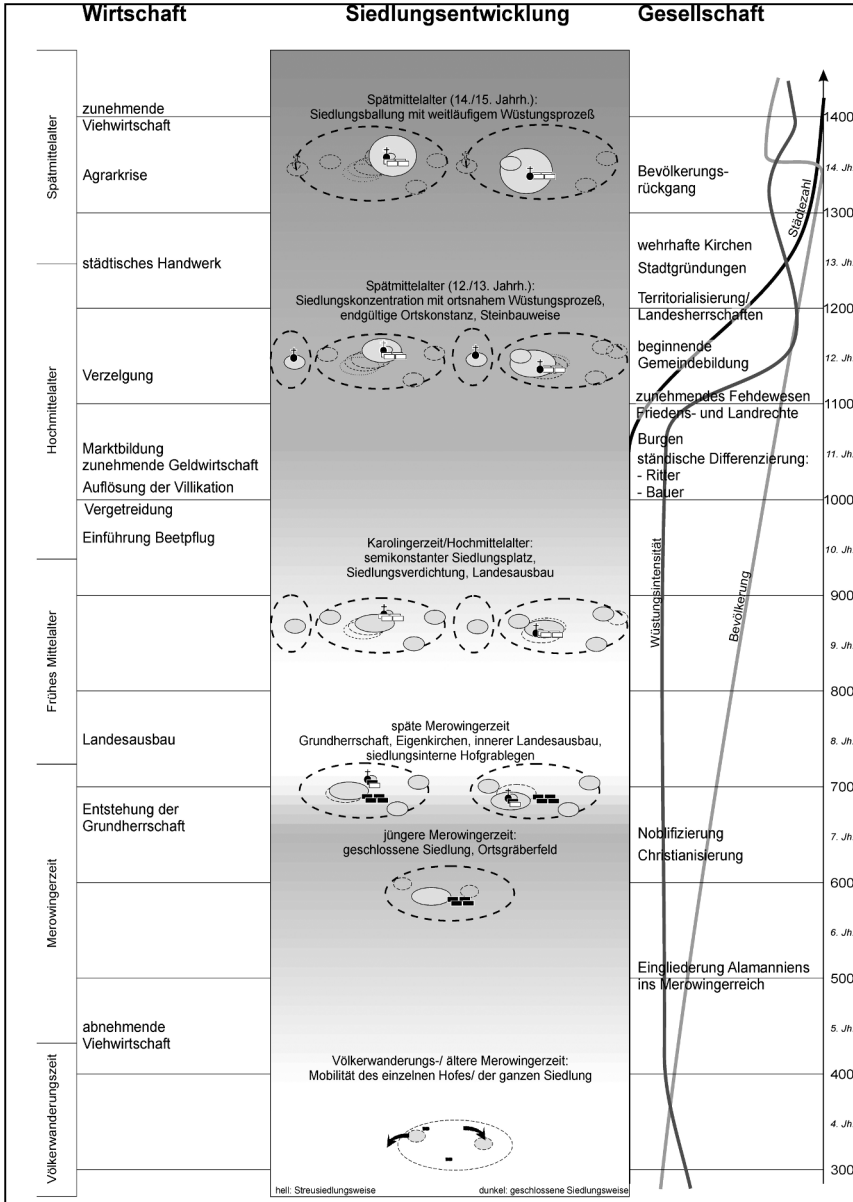 Wirtschaft
Siedlungsentwicklung
Gesellschaft
Spätmittelalter
Hochmittelalter
Frühes Mittelalter
Merowingerzeit
Völkerwanderungszeit
zunehmende
Viehwirtschaft
Agrarkrise
städtisches Handwerk
Verzelgung
Marktbildung
zunehmende Geldwirtschaft
Auflösung der Villikation
Vergetreidung
Einführung Beetpflug
Landesausbau
Entstehung der
Grundherrschaft
abnehmende
Viehwirtschaft
Spätmittelalter (14./15. Jahrh.):
Siedlungsballung mit weitläufigem Wüstungsprozeß
Spätmittelalter (12./13. Jahrh.):
Siedlungskonzentration mit ortsnahem Wüstungsprozeß,
endgültige Ortskonstanz, Steinbauweise
Karolingerzeit/Hochmittelalter:
semikonstanter Siedlungsplatz,
Siedlungsverdichtung, Landesausbau
späte Merowingerzeit
Grundherrschaft, Eigenkirchen, innerer Landesausbau,
siedlungsinterne Hofgrablegen
jüngere Merowingerzeit:
geschlossene Siedlung, Ortsgräberfeld
Völkerwanderungs-/ ältere Merowingerzeit:
Mobilität des einzelnen Hofes/ der ganzen Siedlung
hell: Streusiedlungsweise
dunkel: geschlossene Siedlungsweise
Bevölkerungs-
rückgang
wehrhafte Kirchen
Stadtgründungen
Territorialisierung/
Landesherrschaften
beginnende
Gemeindebildung
zunehmendes Fehdewesen
Friedens- und Landrechte
Burgen
ständische Differenzierung:
- Ritter
- Bauer
Noblifizierung
Christianisierung
Eingliederung Alamanniens
ins Merowingerreich
Städtezahl
Wüstungsintensität
Bevölkerung
1400
14. Jh.
1300
13. Jh.
1200
12. Jh.
1100
11. Jh.
1000
10. Jh.
900
9. Jh.
800
8. Jh.
700
7. Jh.
600
6. Jh.
500
5. Jh.
400
4. Jh.
300